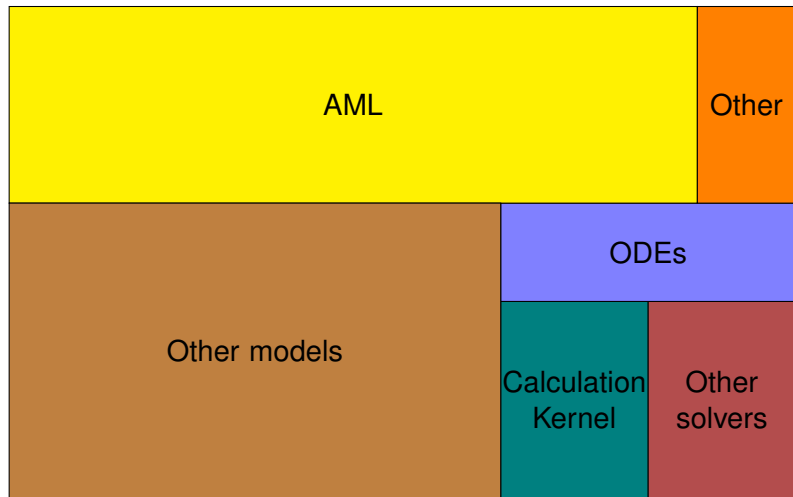 AML
Other
ODEs
Other models
Calculation
Kernel
Other
solvers